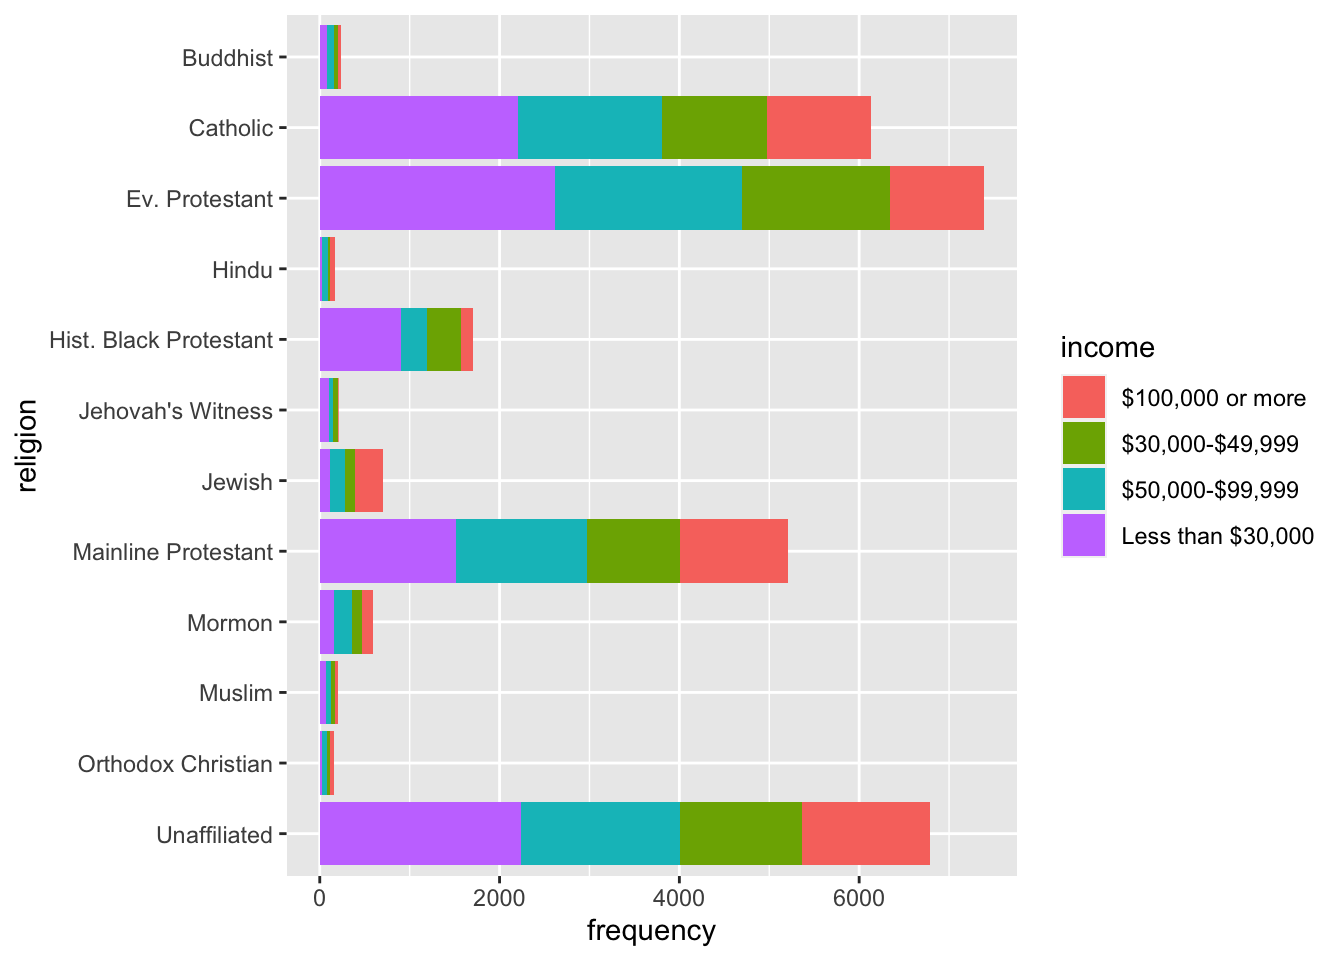 religion
Buddhist
Catholic
Ev. Protestant
Hindu
Hist. Black Protestant
Jehovah's Witness
Jewish
Mainline Protestant
Mormon
Muslim
Orthodox Christian
Unaffiliated
0 2000 4000 6000
frequency
income
$100,000 or more
$30,000-$49,999
$50,000-$99,999
Less than $30,000